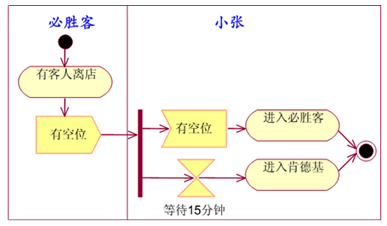 必胜客
小张
有客人离店
有空位
有空位
进入必胜客
进入肯德基
等待15分钟